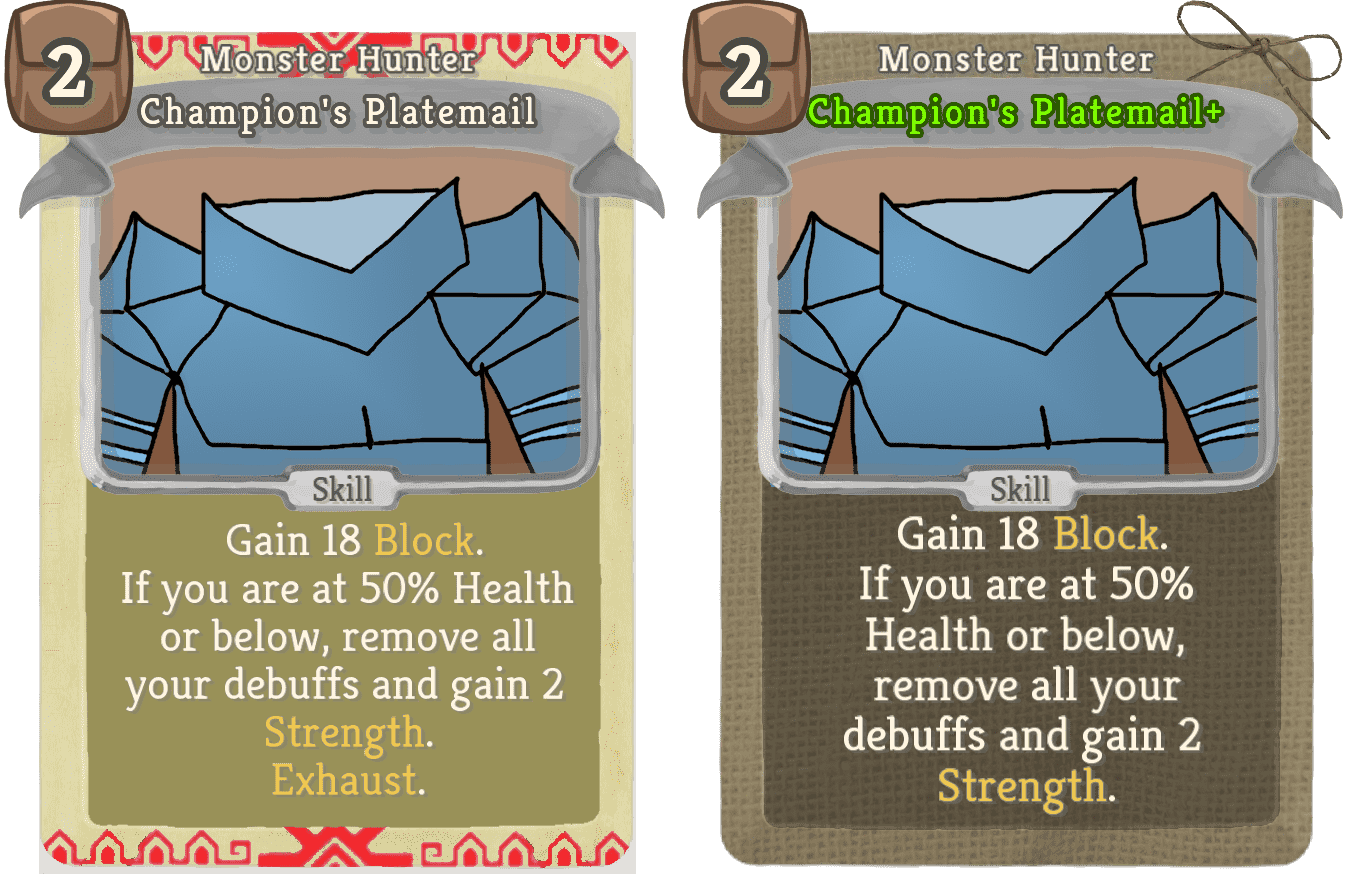 2
Monster Hunter
Champion's Platemail
Skill
Gain 18 Block.
If you are at 50% Health
or below, remove all
your debuffs and gain 2
Strength.
Exhaust.
2
Monster Hunter
Champion's Platemail+
Skill
Gain 18 Block.
If you are at 50%
Health or below,
remove all your
debuffs and gain 2
Strength.